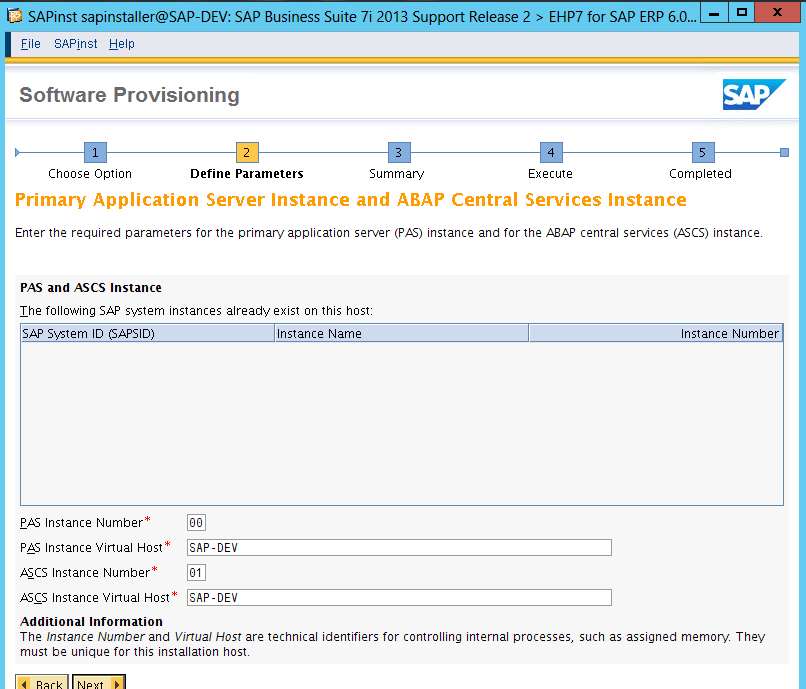 SAPinst sapinstaller@SAP-DEV: SAP Business Suite 7i 2013 Support Release 2 > EHP7 for SAP ERP 6.0...
File SAPinst Help
Software Provisioning
SAP
1 2 3 4 5
Choose Option Define Parameters Summary Execute Completed
Primary Application Server Instance and ABAP Central Services Instance
Enter the required parameters for the primary application server (PAS) instance and for the ABAP central services (ASCS) instance.
PAS and ASCS Instance
The following SAP system instances already exist on this host:
SAP System ID (SAPSID) Instance Name Instance Number
PAS Instance Number* 00
PAS Instance Virtual Host* SAP-DEV
ASCS Instance Number* 01
ASCS Instance Virtual Host* SAP-DEV
Additional Information
The Instance Number and Virtual Host are technical identifiers for controlling internal processes, such as assigned memory. They
must be unique for this installation host.
Back Next